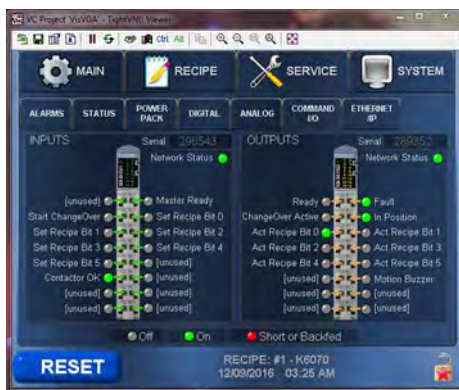 VC Project 'VisVGA' - TightVNC Viewer
Ctrl Alt
MAIN
RECIPE
SERVICE
SYSTEM
ALARMS
STATUS
POWER PACK
DIGITAL
ANALOG
COMMAND I/O
ETHERNET /IP
INPUTS
Serial 296543
Network Status
[unused]
Master Ready
Start ChangeOver
Set Recipe Bit 0
Set Recipe Bit 1
Set Recipe Bit 2
Set Recipe Bit 3
Set Recipe Bit 4
Set Recipe Bit 5
[unused]
Contactor OK
[unused]
[unused]
[unused]
[unused]
[unused]
OUTPUTS
Serial 289352
Network Status
Ready
Fault
ChangeOver Active
In Position
Act Recipe Bit 0
Act Recipe Bit 1
Act Recipe Bit 2
Act Recipe Bit 3
Act Recipe Bit 4
Act Recipe Bit 5
[unused]
Motion Buzzer
[unused]
[unused]
[unused]
[unused]
Off
On
Short or Backfed
RESET
RECIPE: #1 - K6070
12/09/2016 03:25 AM